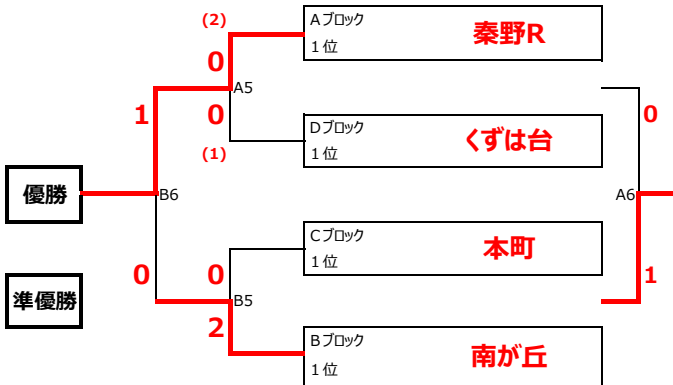 (2)
Aブロック
1位
秦野R
0
A5
1
0
0
(1)
Dブロック
1位
くずは台
優勝
B6
A6
Cブロック
1位
本町
0
0
準優勝
B5
1
2
Bブロック
1位
南が丘